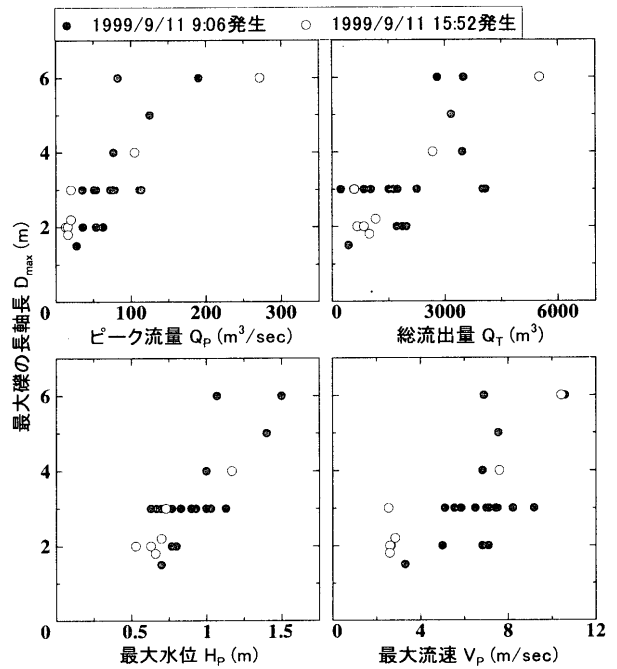 ● 1999/9/11 9:06発生 ○ 1999/9/11 15:52発生
6
4
2
0
0 100 200 300
ピーク流量 QP (m3/sec)
0 3000 6000
総流出量 QT (m3)
最大礫の長軸長 Dmax (m)
6
4
2
0
0.5 1 1.5
最大水位 HP (m)
0 4 8 12
最大流速 VP (m/sec)